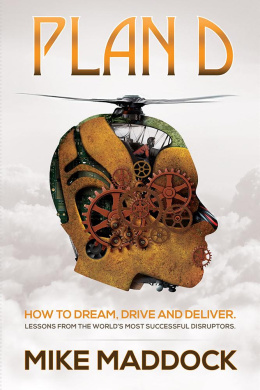 PLAN D
HOW TO DREAM, DRIVE AND DELIVER.
LESSONS FROM THE WORLD'S MOST SUCCESSFUL DISRUPTORS.
MIKE MADDOCK